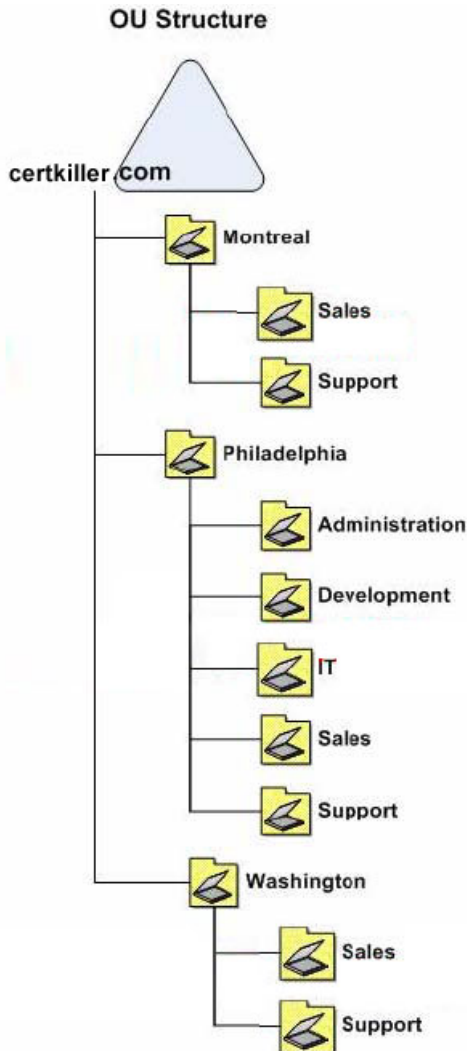 OU Structure
certkiller.com
Montreal
Sales
Support
Philadelphia
Administration
Development
IT
Sales
Support
Washington
Sales
Support